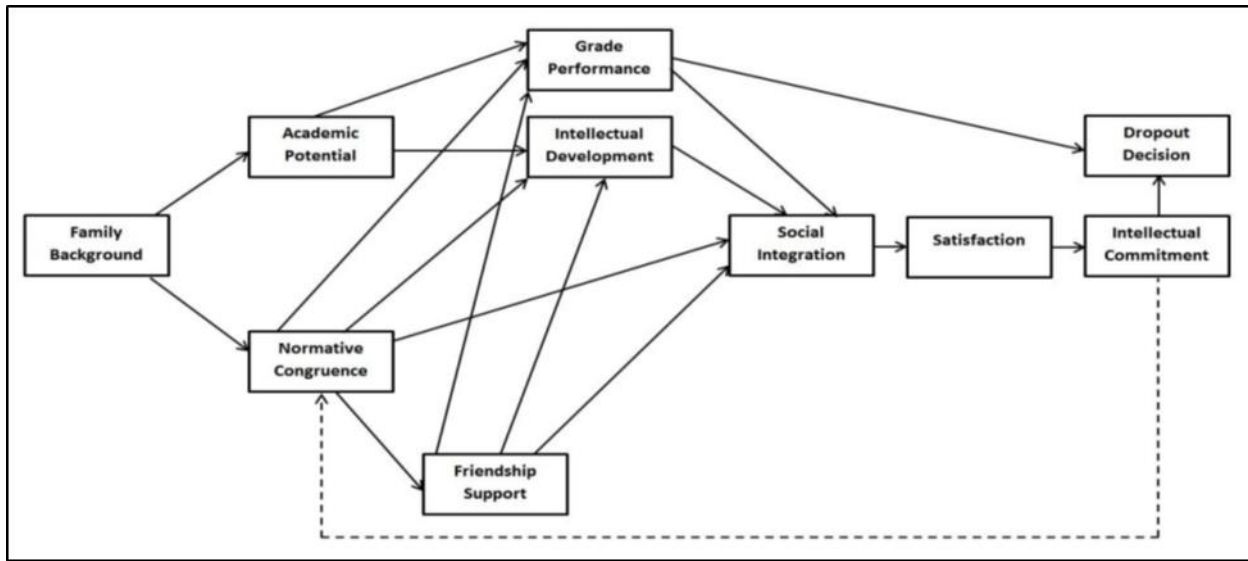 Grade
Performance
Academic
Potential
Intellectual
Development
Dropout
Decision
Family
Background
Social
Integration
Satisfaction
Intellectual
Commitment
Normative
Congruence
Friendship
Support